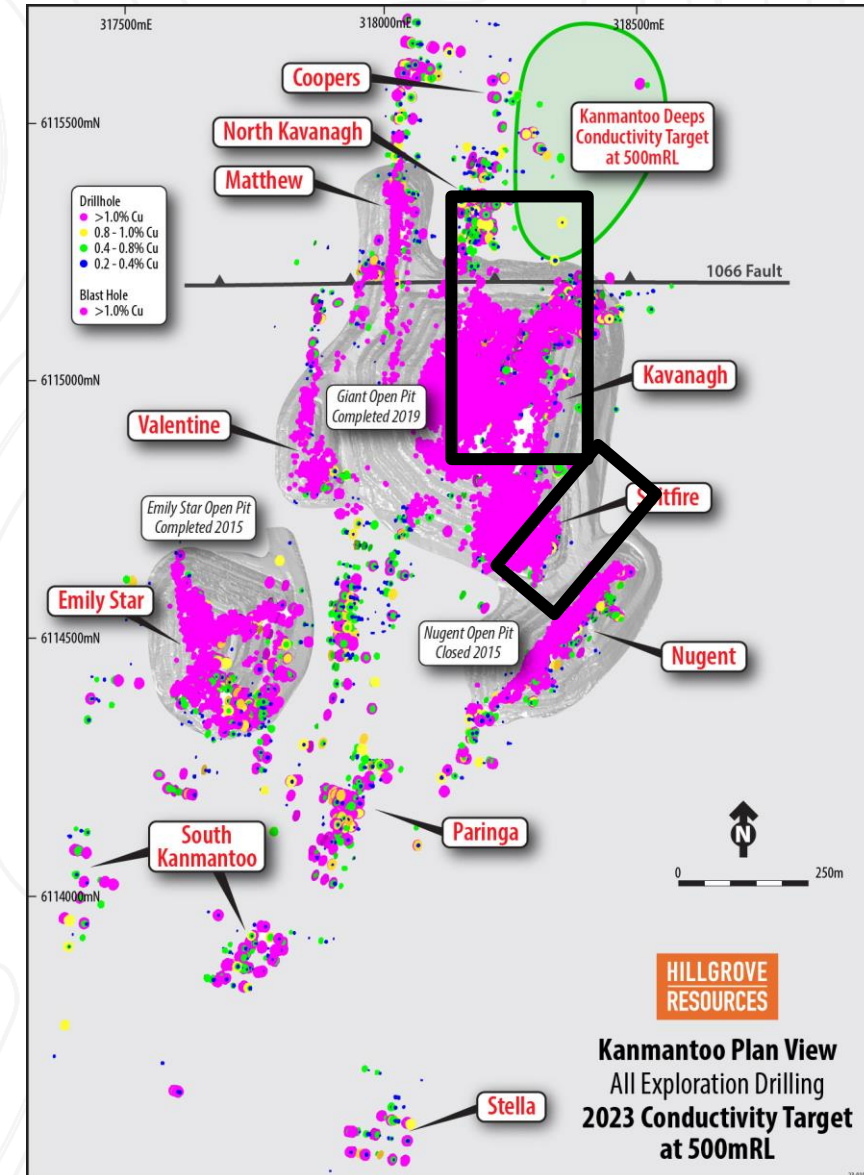 317500mE
318000mE
318500mE
Coopers
Kanmantoo Deeps
Conductivity Target
at 500mRL
6115500mN
North Kavanagh
Matthew
Drillhole
>1.0% Cu
0.8 - 1.0% Cu
0.4 - 0.8% Cu
0.2 - 0.4% Cu
Blast Hole
>1.0% Cu
1066 Fault
6115000mN
Kavanagh
Giant Open Pit
Completed 2019
Valentine
Emily Star Open Pit
Completed 2015
Emily Star
6114500mN
Nugent Open Pit
Closed 2015
Nugent
Paringa
South
Kanmantoo
N
0
250m
6114000mN
HILLGROVE
RESOURCES
Kanmantoo Plan View
All Exploration Drilling
2023 Conductivity Target
at 500mRL
Stella